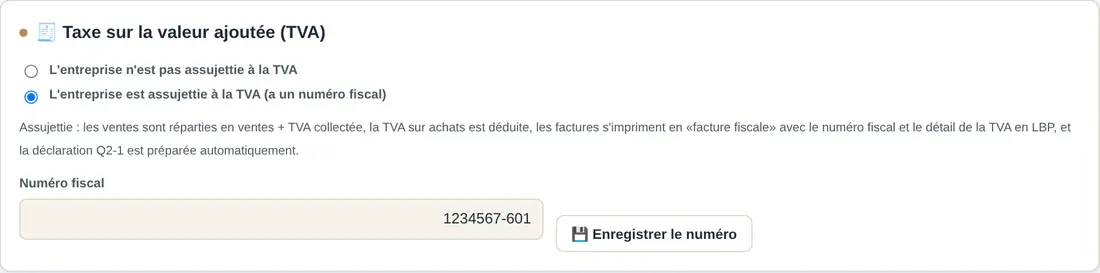 🧾 Taxe sur la valeur ajoutée (TVA)
L'entreprise n'est pas assujettie à la TVA
L'entreprise est assujettie à la TVA (a un numéro fiscal)
Assujettie : les ventes sont réparties en ventes + TVA collectée, la TVA sur achats est déduite, les factures s'impriment en «facture fiscale» avec le numéro fiscal et le détail de la TVA en LBP, et
la déclaration Q2-1 est préparée automatiquement.
Numéro fiscal
1234567-601
💾 Enregistrer le numéro